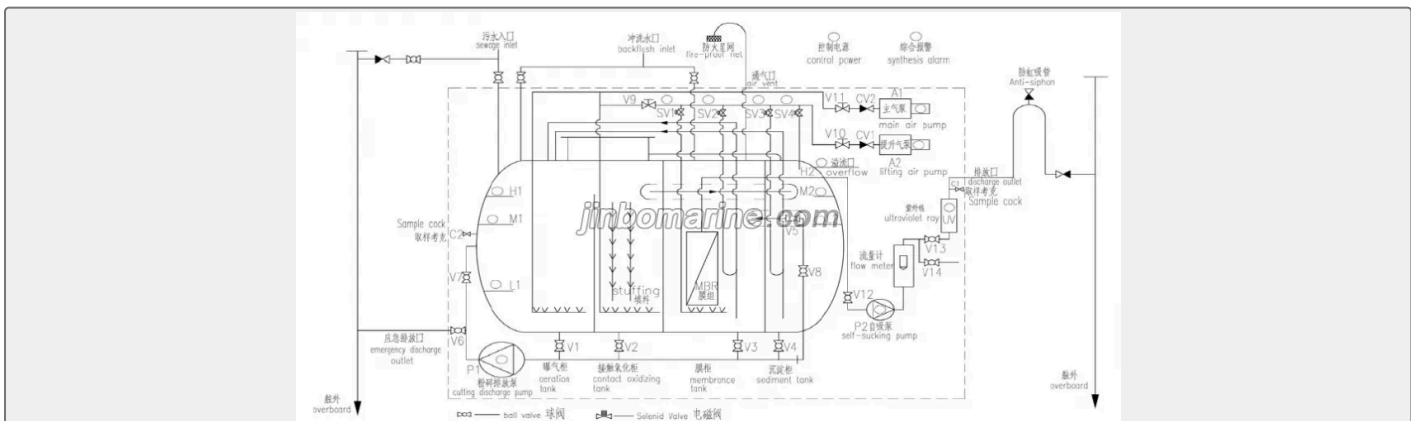 污水入口
sewage inlet
冲洗水口
backflush inlet
防火星网
fire-proof net
控制电源
control power
综合报警
synthesis alarm
防虹吸管
Anti-siphon
通气口
air vent
V9
SV1
SV2
SV3
SV4
V11
CV2
A1
主气泵
main air pump
V10
CV1
提升气泵
A2
lifting air pump
H2
溢流口
overflow
排放口
discharge outlet
C1
取样考克
Sample cock
H1
M1
M2
L1
jinbomarine.com
Sample cock
取样考克
C2
V5
V7
V8
紫外线
ultraviolet ray
UV
V13
V14
流量计
flow meter
stuffing
填料
MBR
膜组
V12
P2自吸泵
self-sucking pump
应急排放口
emergency discharge
outlet
V6
P1
粉碎排放泵
cutting discharge pump
V1
V2
V3
V4
曝气柜
aeration
tank
接触氧化柜
contact oxidizing
tank
膜柜
membrance
tank
沉淀柜
sediment tank
舷外
overboard
舷外
overboard
ball valve 球阀
Selenid Valve 电磁阀